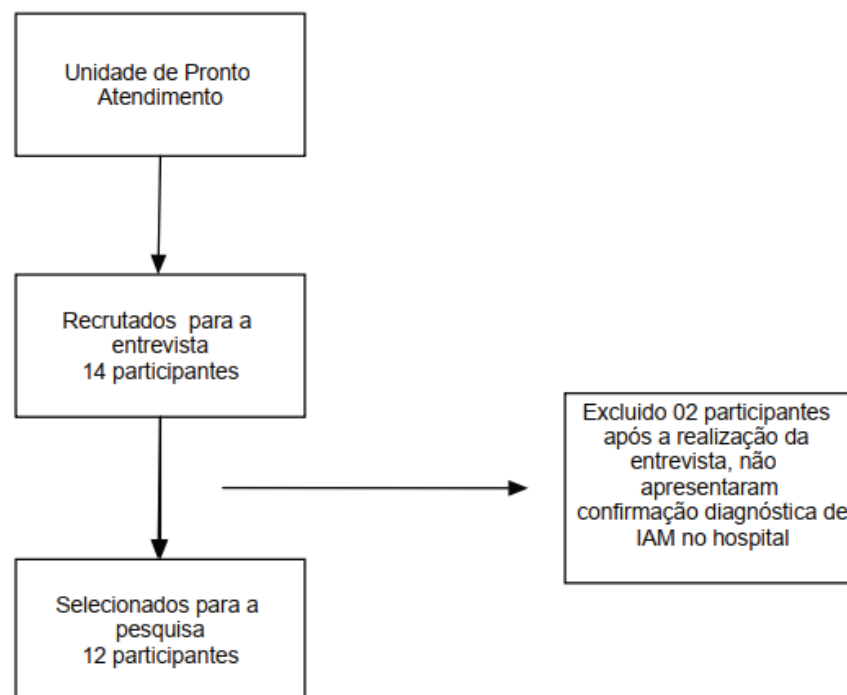 Unidade de Pronto
Atendimento
Recrutados para a
entrevista
14 participantes
Excluido 02 participantes
após a realização da
entrevista, não
apresentaram
confirmação diagnóstica de
IAM no hospital
Selecionados para a
pesquisa
12 participantes